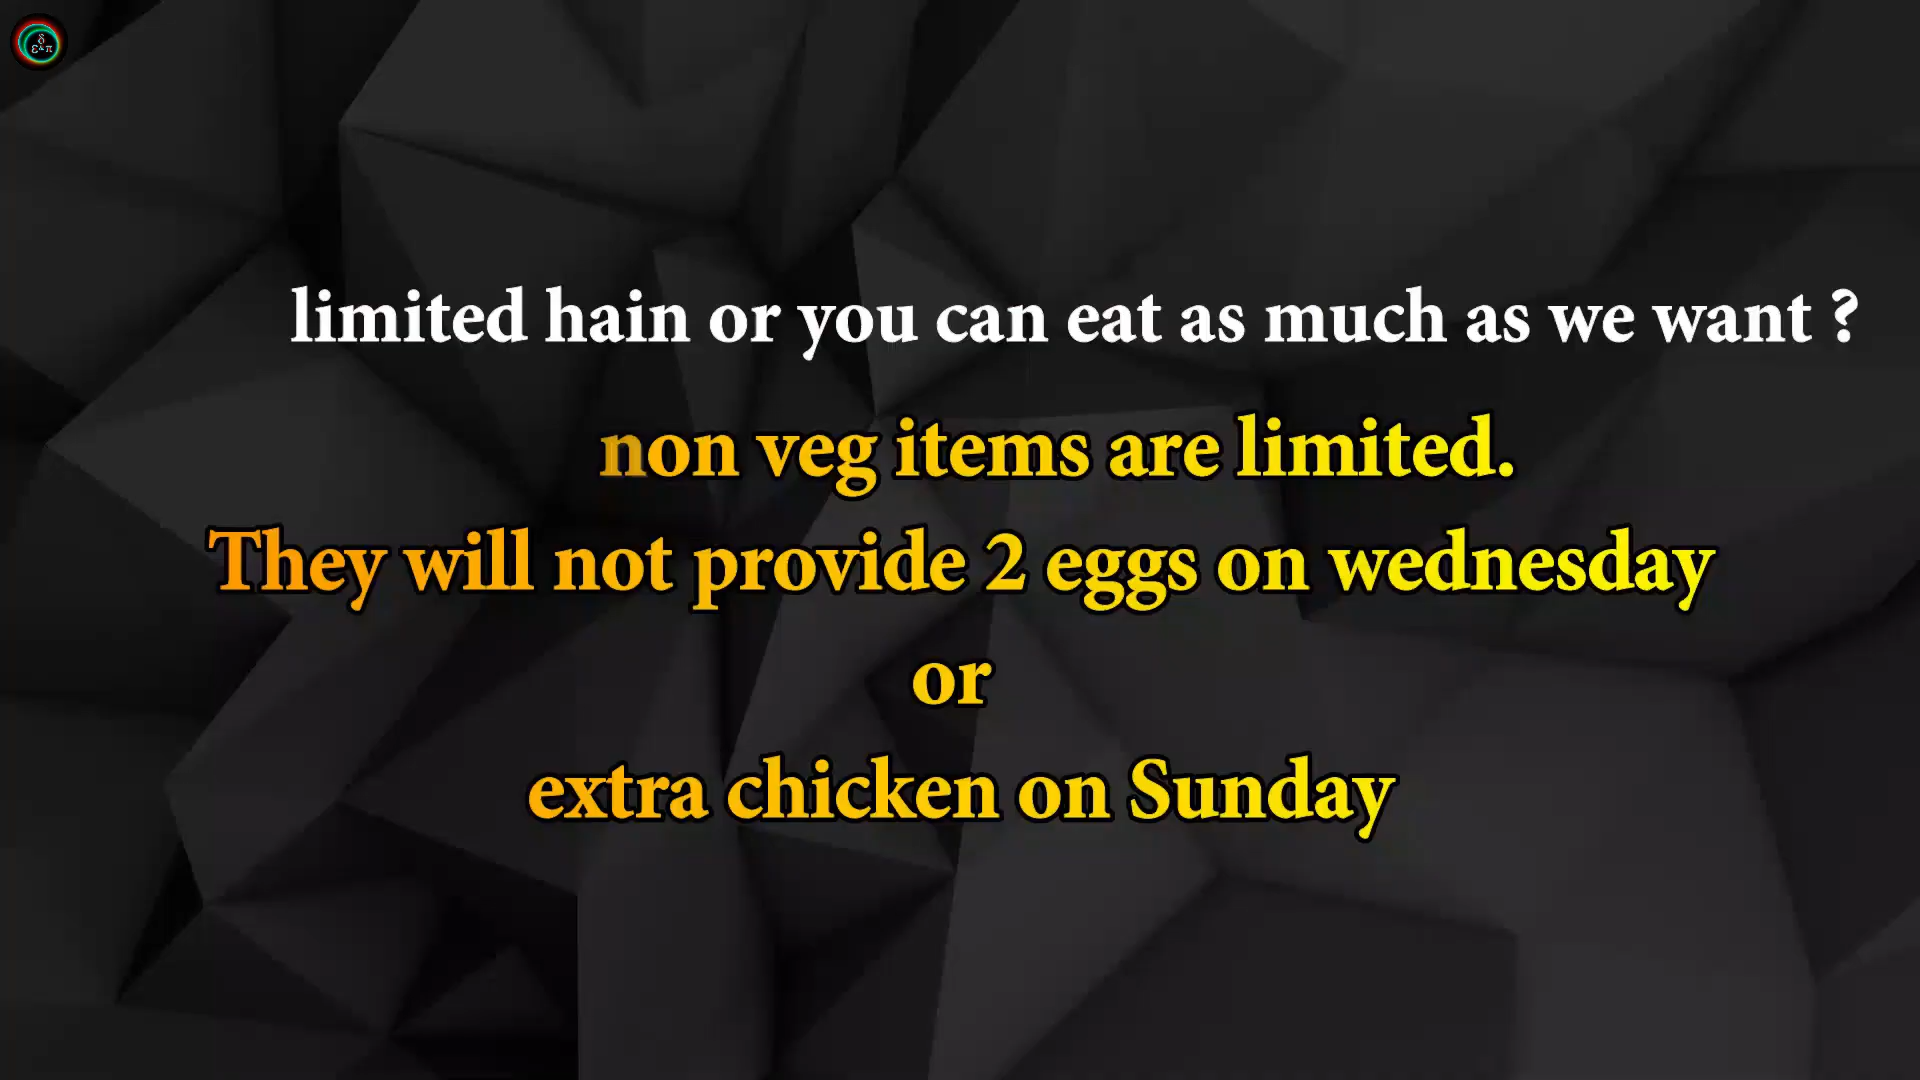 δ
ε&π
limited hain or you can eat as much as we want ?
non veg items are limited.
They will not provide 2 eggs on wednesday
or
extra chicken on Sunday